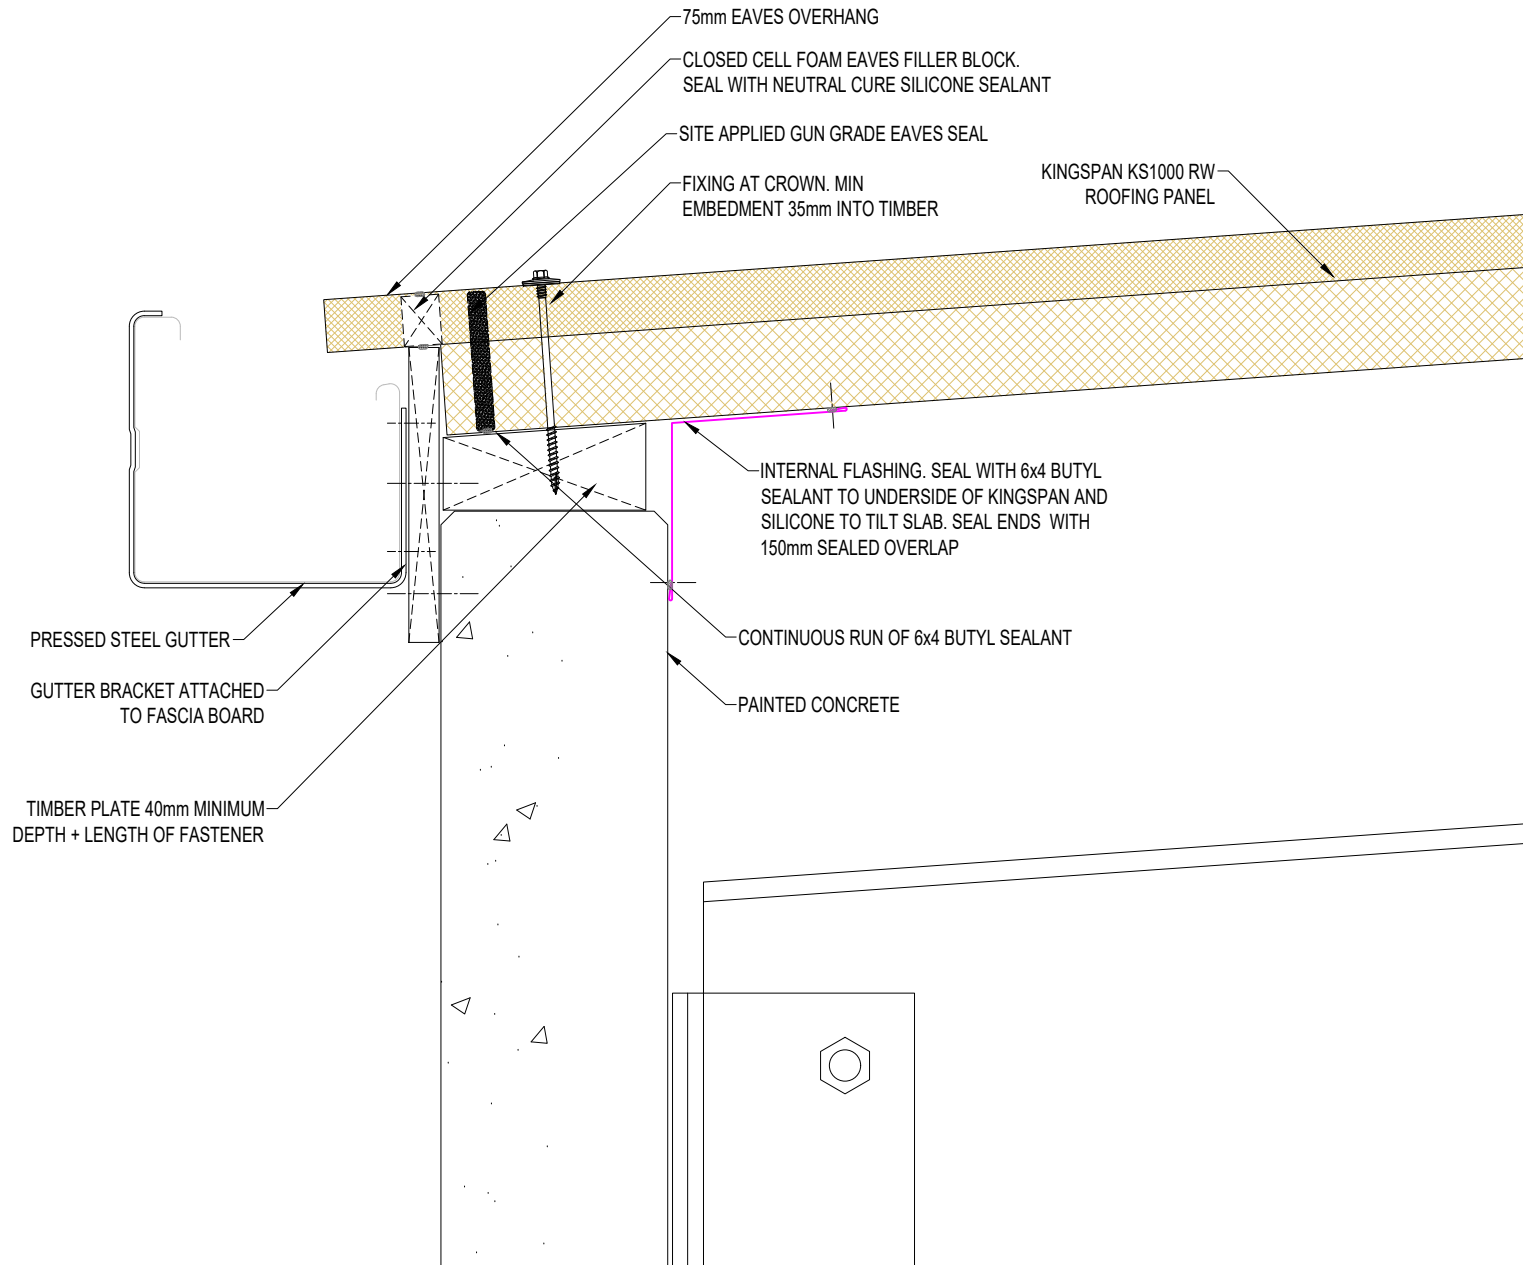 75mm EAVES OVERHANG
CLOSED CELL FOAM EAVES FILLER BLOCK.
SEAL WITH NEUTRAL CURE SILICONE SEALANT
SITE APPLIED GUN GRADE EAVES SEAL
FIXING AT CROWN. MIN
EMBEDMENT 35mm INTO TIMBER
KINGSPAN KS1000 RW
ROOFING PANEL
INTERNAL FLASHING. SEAL WITH 6x4 BUTYL
SEALANT TO UNDERSIDE OF KINGSPAN AND
SILICONE TO TILT SLAB. SEAL ENDS WITH
150mm SEALED OVERLAP
PRESSED STEEL GUTTER
CONTINUOUS RUN OF 6x4 BUTYL SEALANT
GUTTER BRACKET ATTACHED
TO FASCIA BOARD
PAINTED CONCRETE
TIMBER PLATE 40mm MINIMUM
DEPTH + LENGTH OF FASTENER